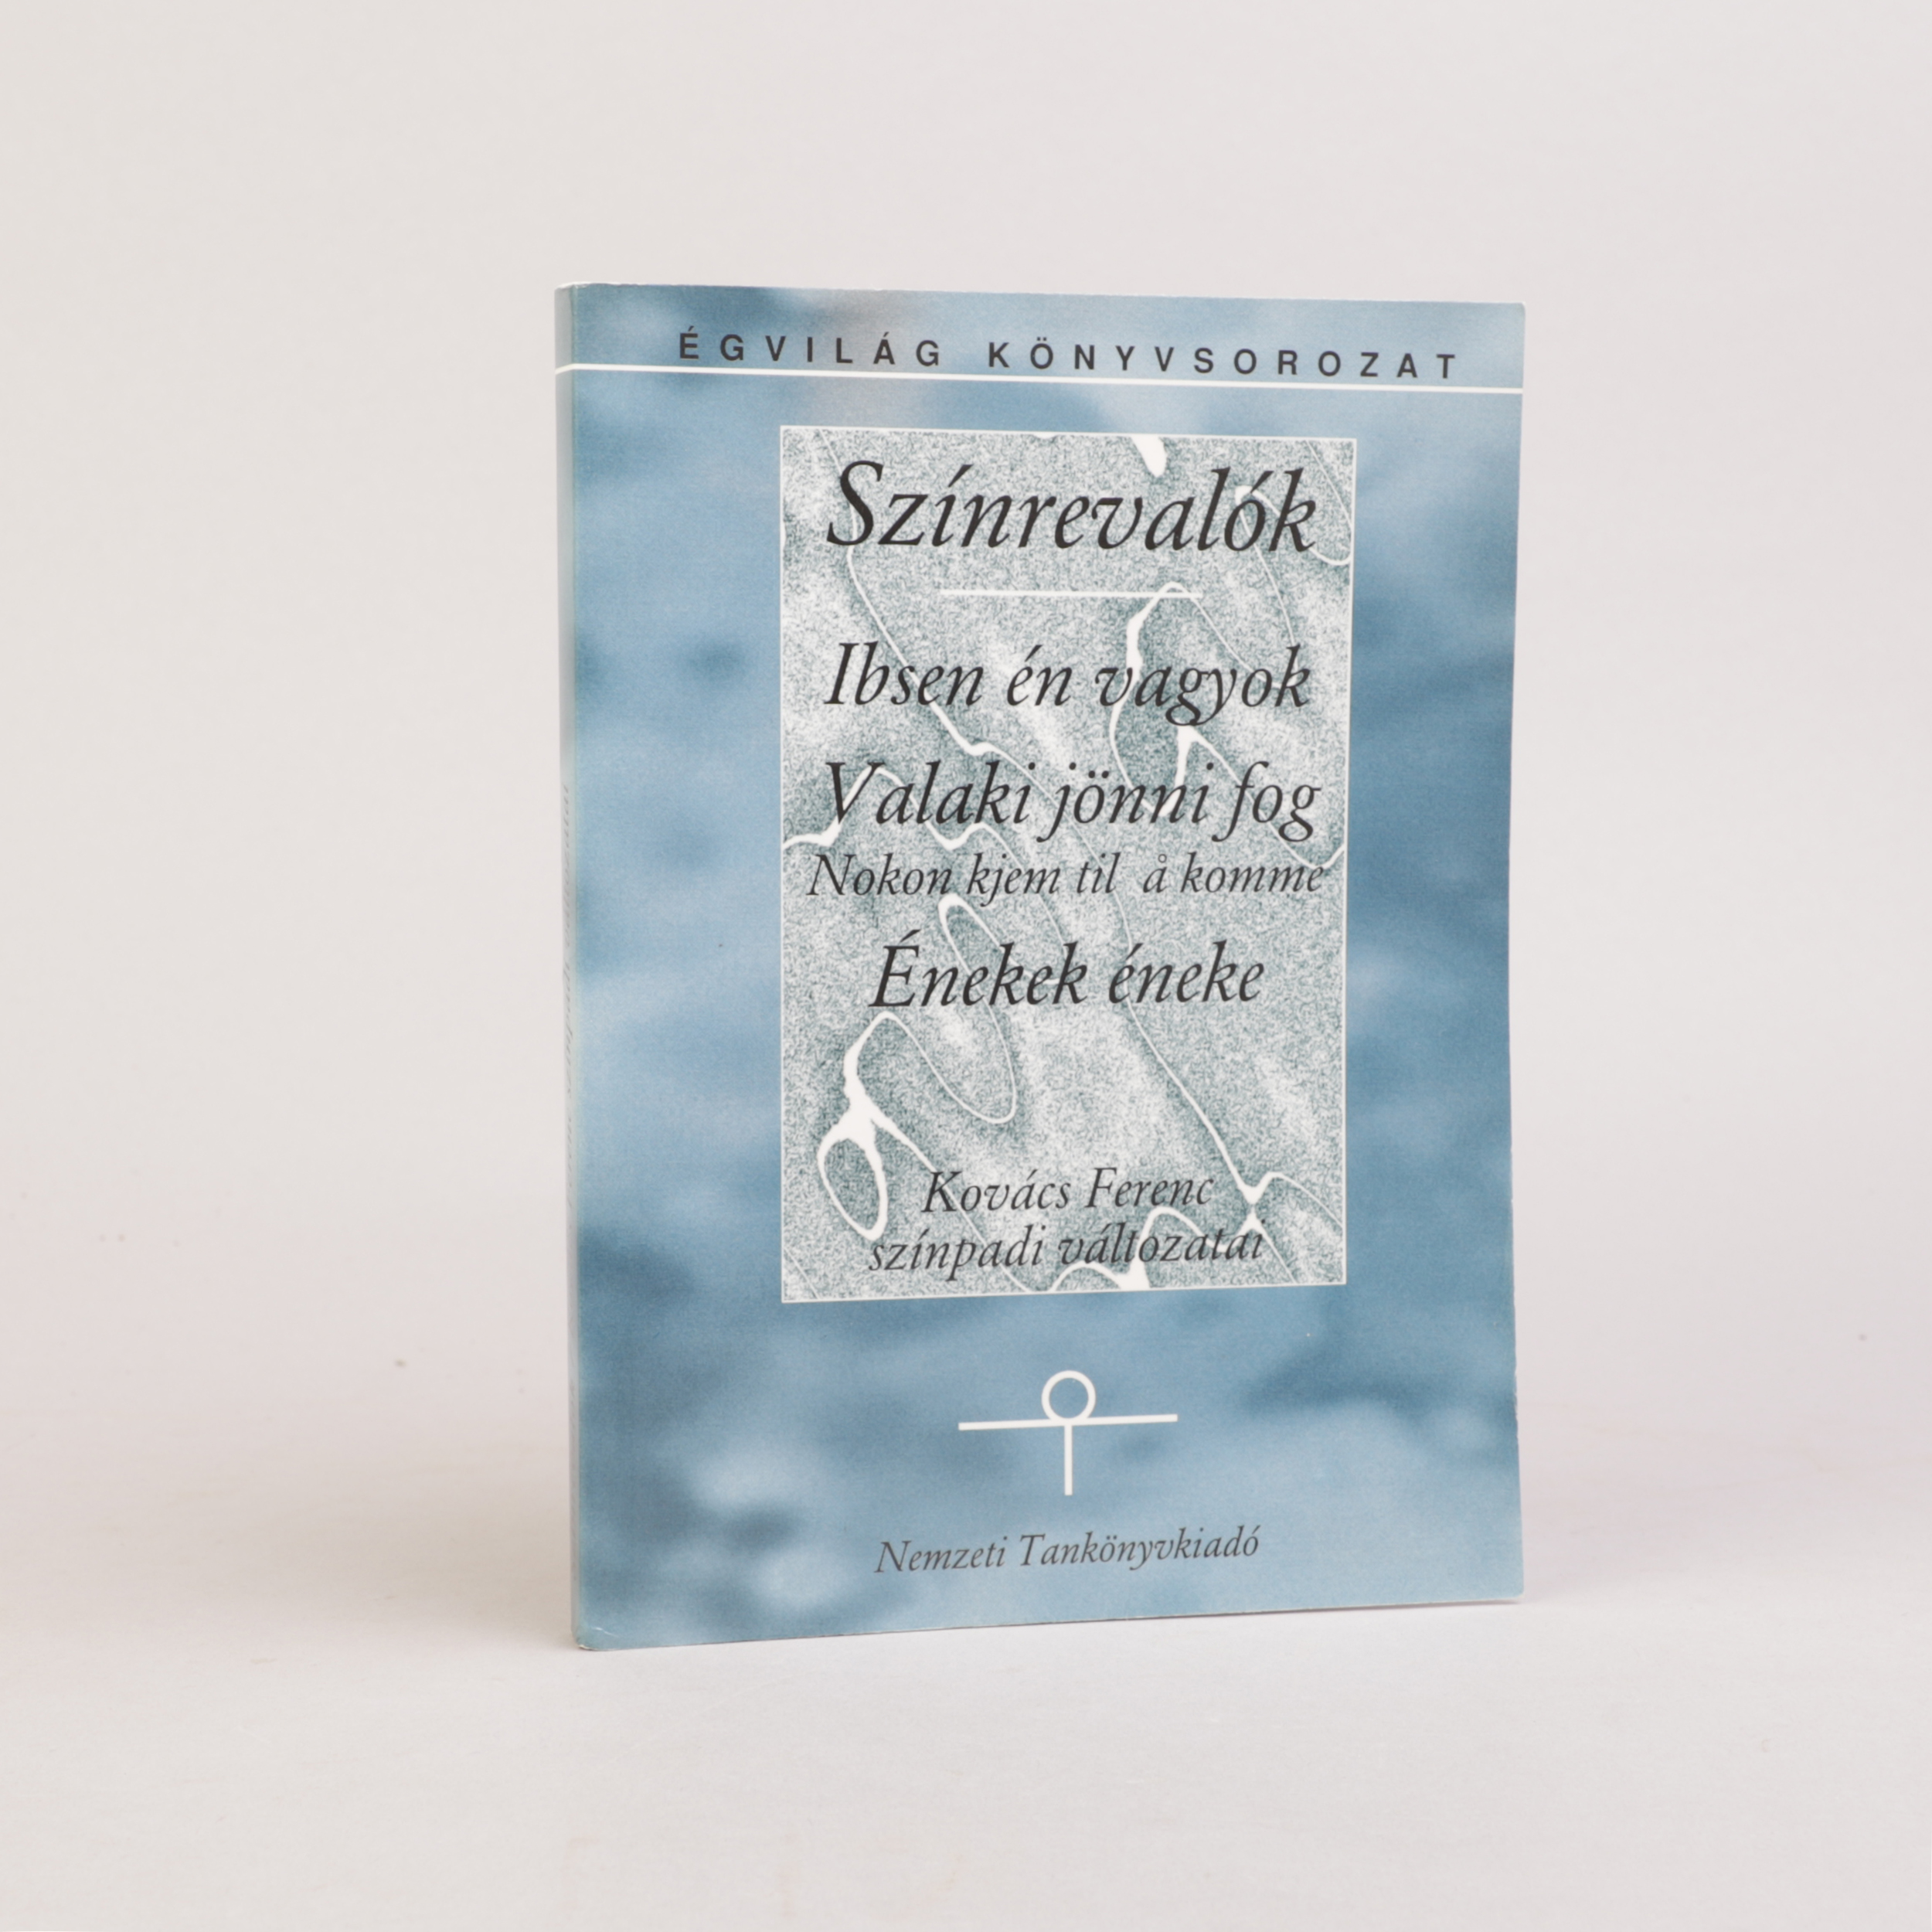 ÉGVILÁG KÖNYVSOROZAT
Színrevalók
Ibsen én vagyok
Valaki jönni fog
Nokon kjem til å komme
Énekek éneke
Kovács Ferenc
színpadi változatai
Nemzeti Tankönyvkiadó